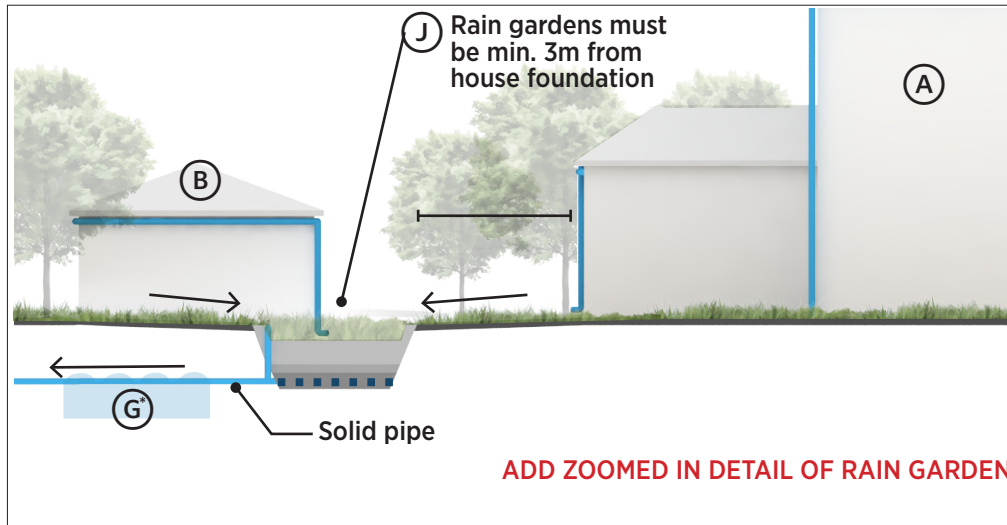 J
Rain gardens must
be min. 3m from
house foundation
A
B
G*
Solid pipe
ADD ZOOMED IN DETAIL OF RAIN GARDEN